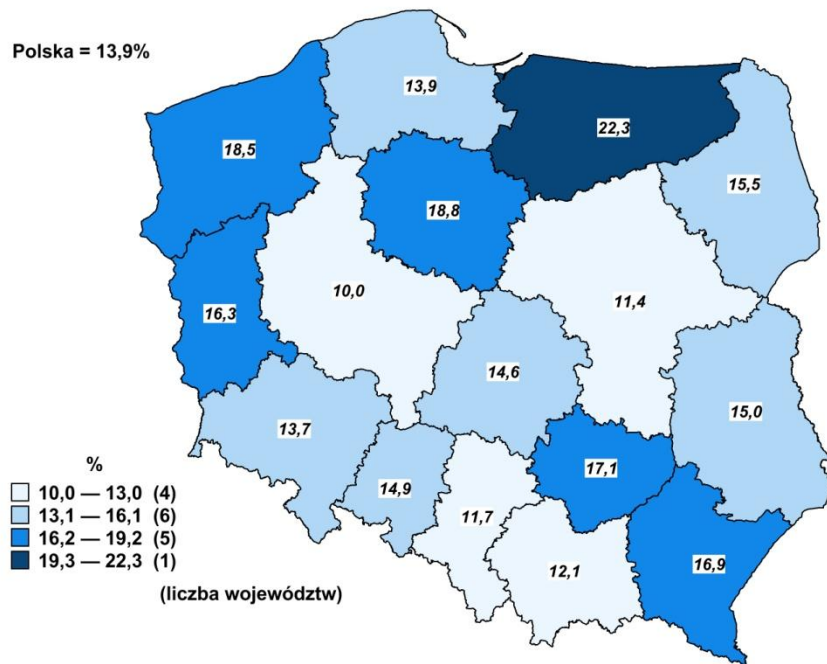 Polska = 13,9%
13,9
22,3
18,5
15,5
18,8
10,0
11,4
16,3
14,6
15,0
13,7
17,1
14,9
11,7
12,1
16,9
%
10,0 — 13,0 (4)
13,1 — 16,1 (6)
16,2 — 19,2 (5)
19,3 — 22,3 (1)
(liczba województw)